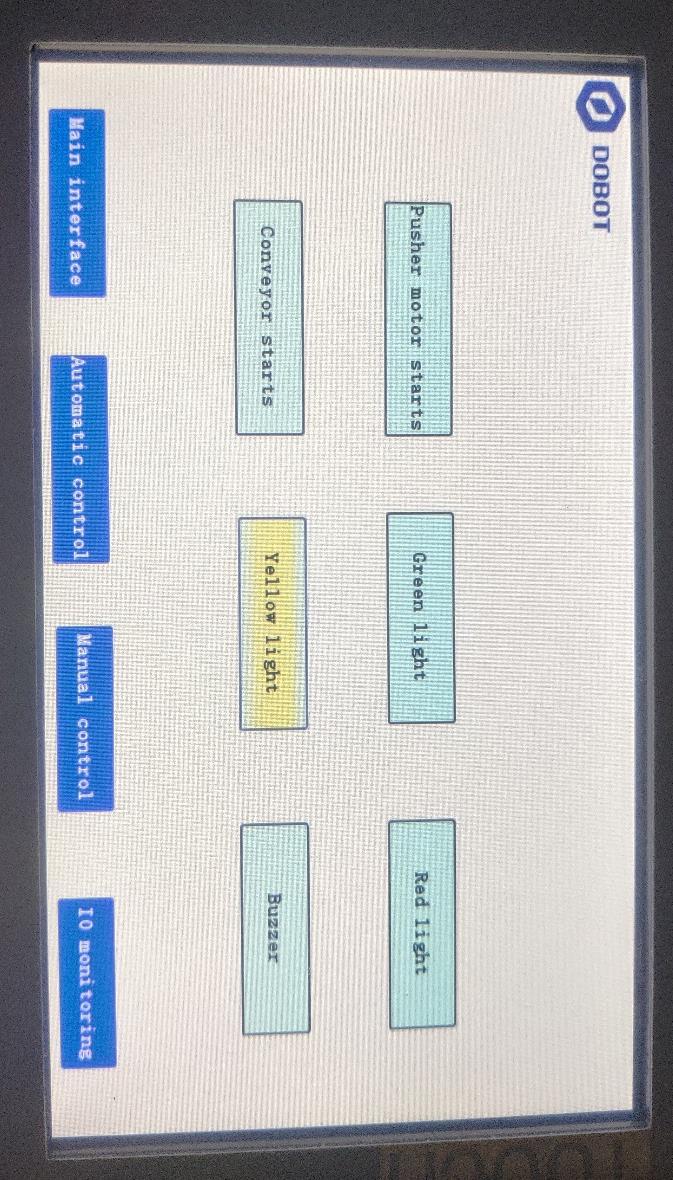 DOBOT
Pusher motor starts
Green light
Red light
Conveyor starts
Yellow light
Buzzer
Main interface
Automatic control
Manual control
IO monitoring